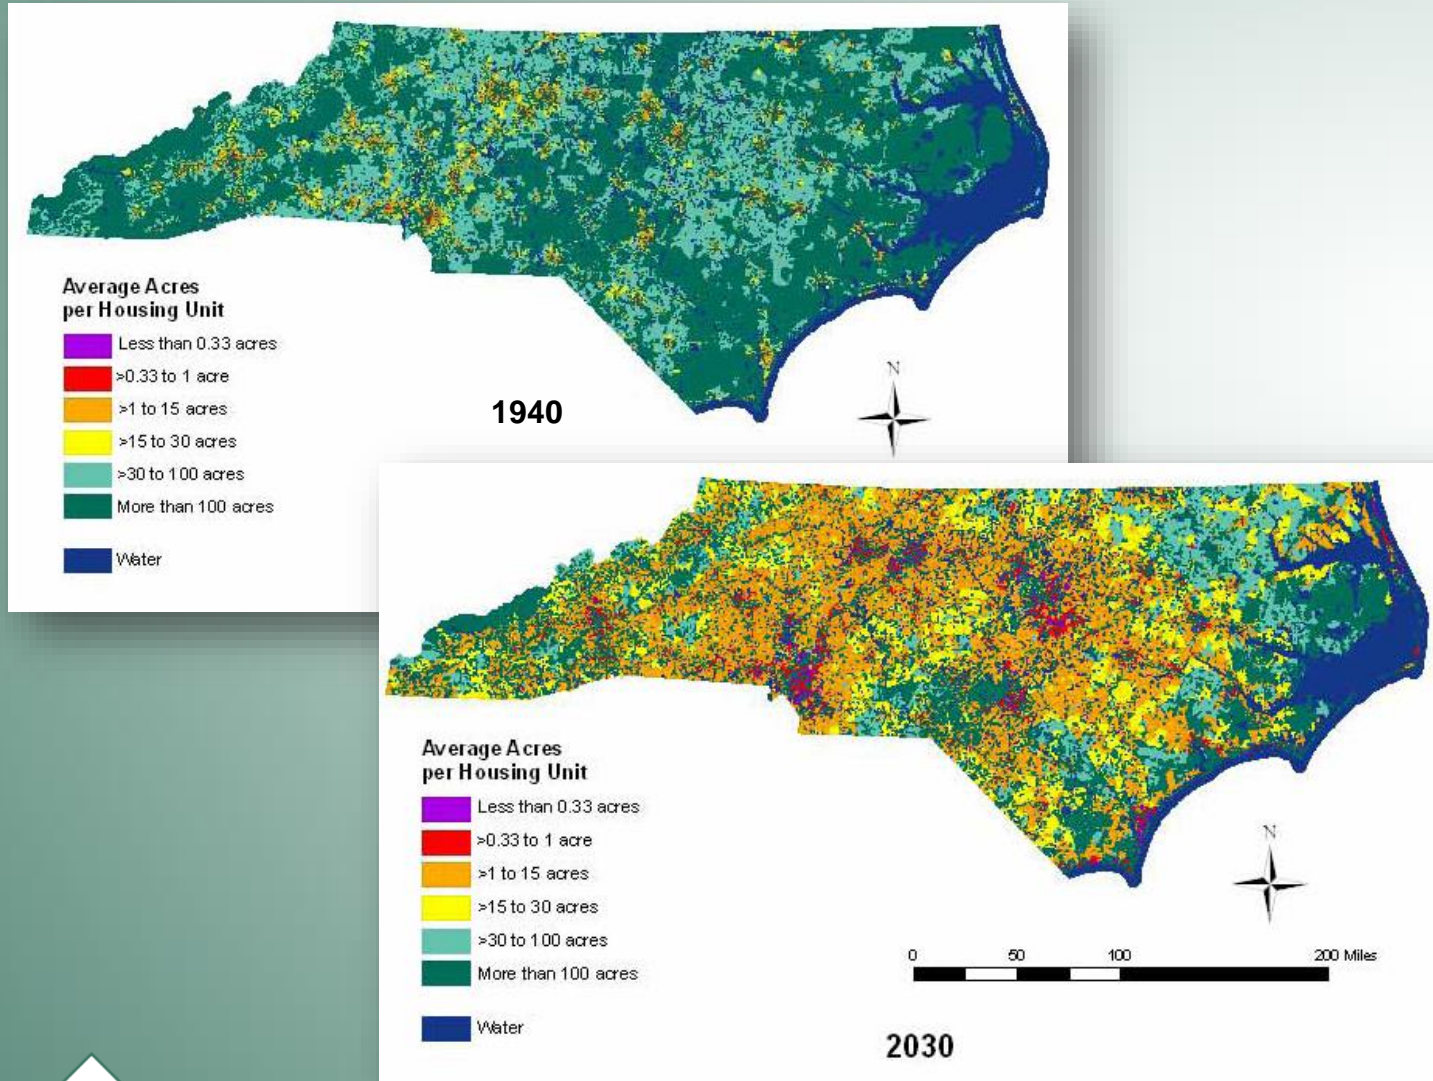 Average Acres
per Housing Unit
Less than 0.33 acres
>0.33 to 1 acre
>1 to 15 acres
>15 to 30 acres
>30 to 100 acres
More than 100 acres
Water
1940
N
Average Acres
per Housing Unit
Less than 0.33 acres
>0.33 to 1 acre
>1 to 15 acres
>15 to 30 acres
>30 to 100 acres
More than 100 acres
Water
N
0 50 100 200 Miles
2030